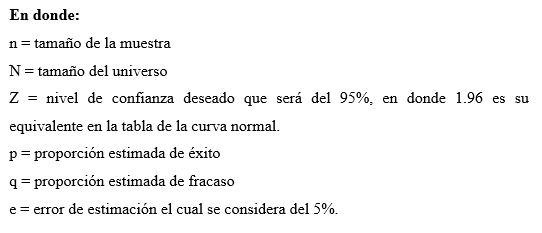 En donde:
n = tamaño de la muestra
N = tamaño del universo
Z = nivel de confianza deseado que será del 95%, en donde 1.96 es su
equivalente en la tabla de la curva normal.
p = proporción estimada de éxito
q = proporción estimada de fracaso
e = error de estimación el cual se considera del 5%.